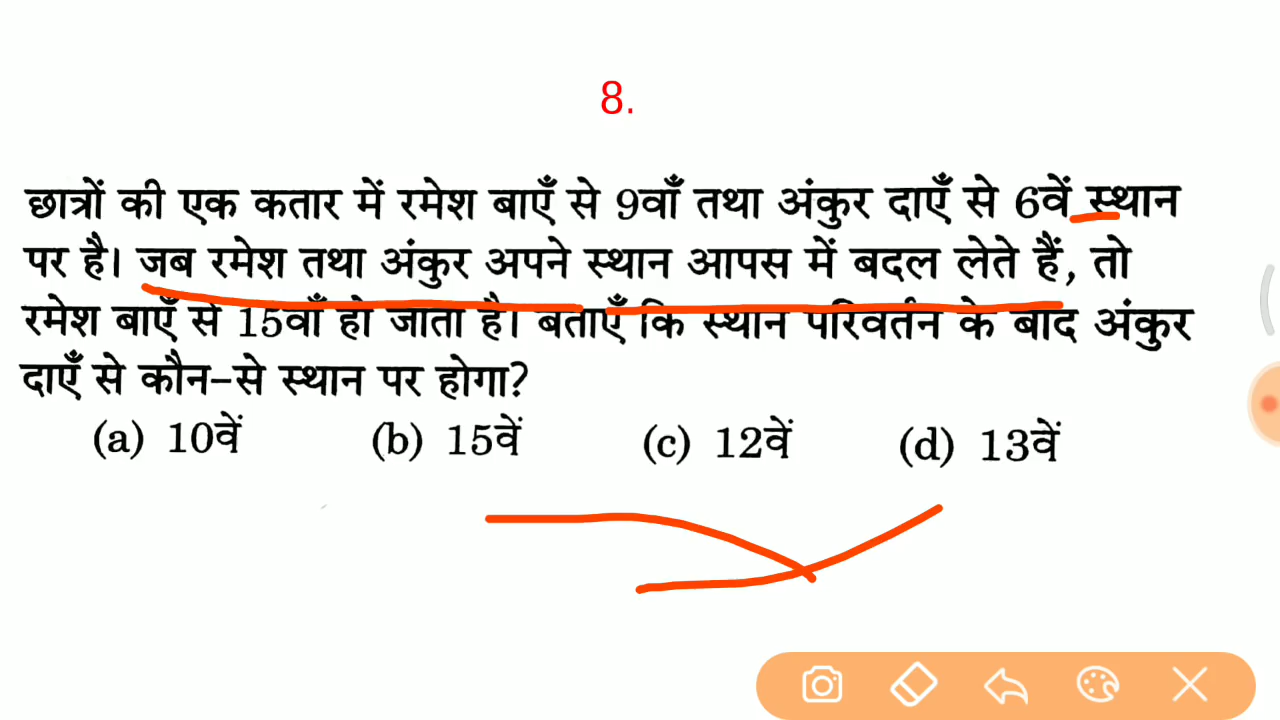 8.
छात्रों की एक कतार में रमेश बाएँ से 9वाँ तथा अंकुर दाएँ से 6वें स्थान
पर है। जब रमेश तथा अंकुर अपने स्थान आपस में बदल लेते हैं, तो
रमेश बाएँ से 15वाँ हो जाता है। बताएँ कि स्थान परिवर्तन के बाद अंकुर
दाएँ से कौन-से स्थान पर होगा?
(a) 10वें (b) 15वें (c) 12वें (d) 13वें